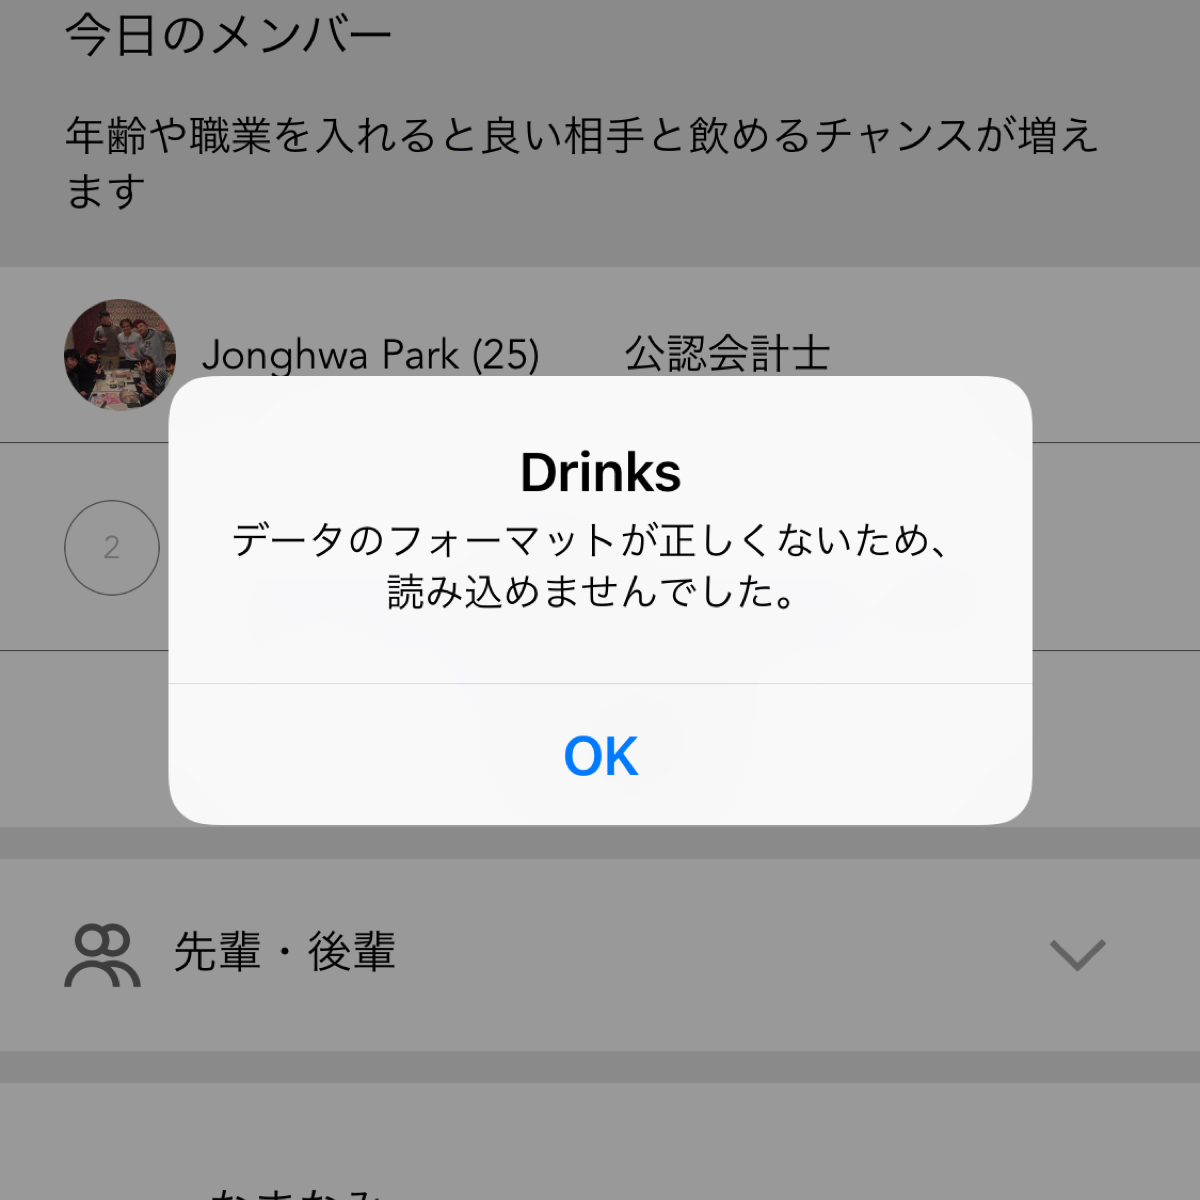 今日のメンバー
年齢や職業を入れると良い相手と飲めるチャンスが増え
ます
Jonghwa Park (25) 公認会計士
Drinks
データのフォーマットが正しくないため、
読み込めませんでした。
2
OK
先輩・後輩